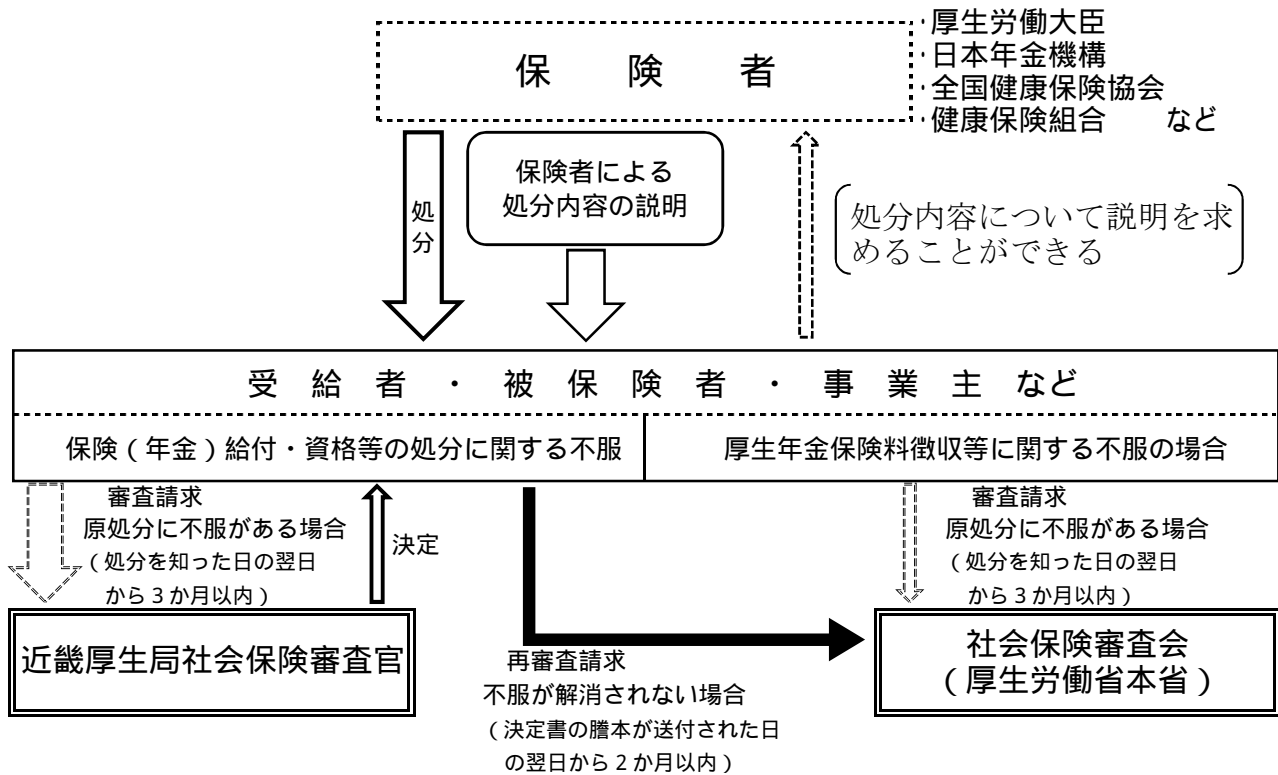 保険者
・厚生労働大臣
・日本年金機構
・全国健康保険協会
・健康保険組合　など
処分
保険者による
処分内容の説明
処分内容について説明を求
めることができる
受給者・被保険者・事業主など
保険（年金）給付・資格等の処分に関する不服
厚生年金保険料徴収等に関する不服の場合
審査請求
原処分に不服がある場合
（処分を知った日の翌日
から３か月以内）
決定
審査請求
原処分に不服がある場合
（処分を知った日の翌日
から３か月以内）
近畿厚生局社会保険審査官
再審査請求
不服が解消されない場合
（決定書の謄本が送付された日
の翌日から２か月以内）
社会保険審査会
（厚生労働省本省）